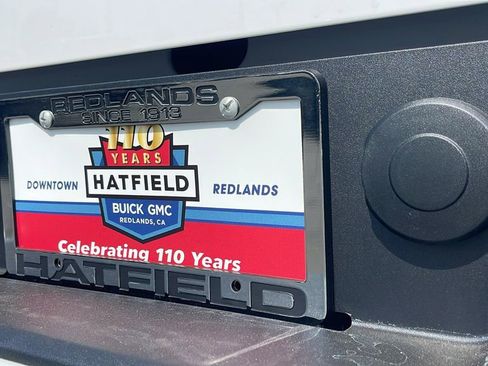 REDLANDS
SINCE 1913
110
YEARS
DOWNTOWN HATFIELD REDLANDS
BUICK GMC
REDLANDS, CA
Celebrating 110 Years
HATFIELD